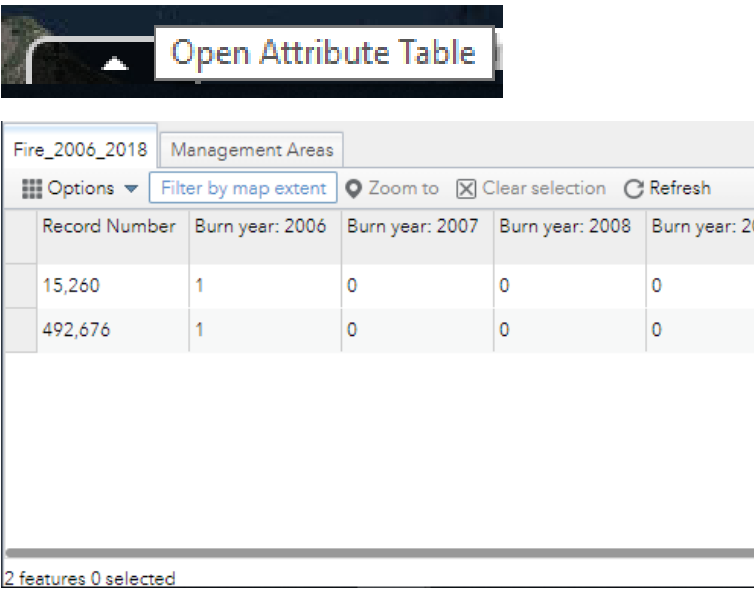 Open Attribute Table
Fire_2006_2018 Management Areas
Options Filter by map extent Zoom to Clear selection Refresh
Record Number Burn year: 2006 Burn year: 2007 Burn year: 2008 Burn year:
15,260 1 0 0 0
492,676 1 0 0 0
2 features 0 selected